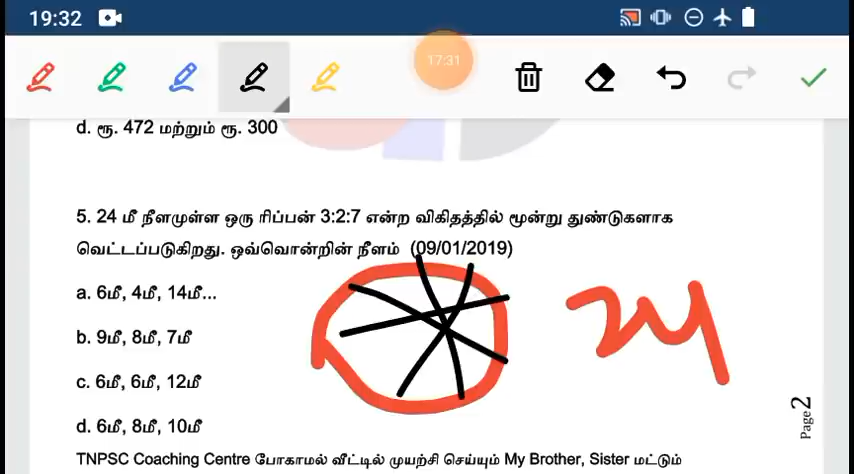 19:32
17:31
d. ரூ. 472 மற்றும் ரூ. 300
5. 24 மீ நீளமுள்ள ஒரு ரிப்பன் 3:2:7 என்ற விகிதத்தில் மூன்று துண்டுகளாக
வெட்டப்படுகிறது. ஒவ்வொன்றின் நீளம் (09/01/2019)
a. 6மீ, 4மீ, 14மீ...
b. 9மீ, 8மீ, 7மீ
24
c. 6மீ, 6மீ, 12மீ
d. 6மீ, 8மீ, 10மீ
Page2
TNPSC Coaching Centre போகாமல் வீட்டில் முயற்சி செய்யும் My Brother, Sister மட்டும்